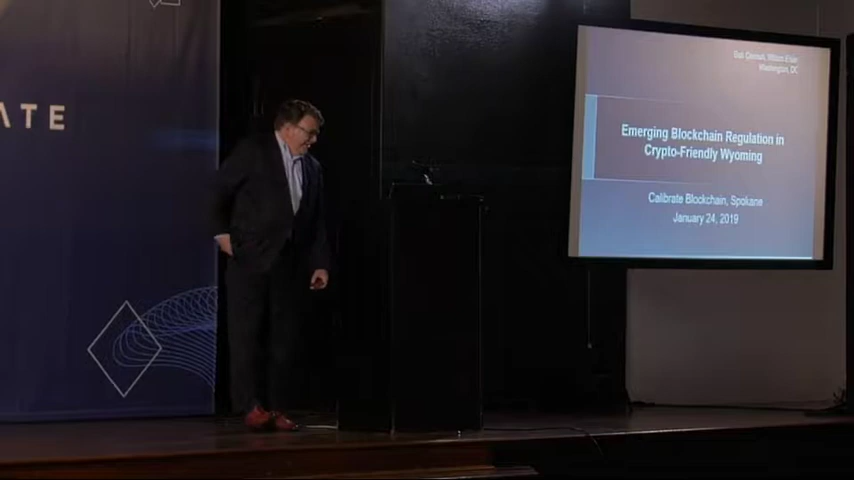 ATE
Washington, DC
Emerging Blockchain Regulation in
Crypto-Friendly Wyoming
Calibrate Blockchain, Spokane
January 24, 2019